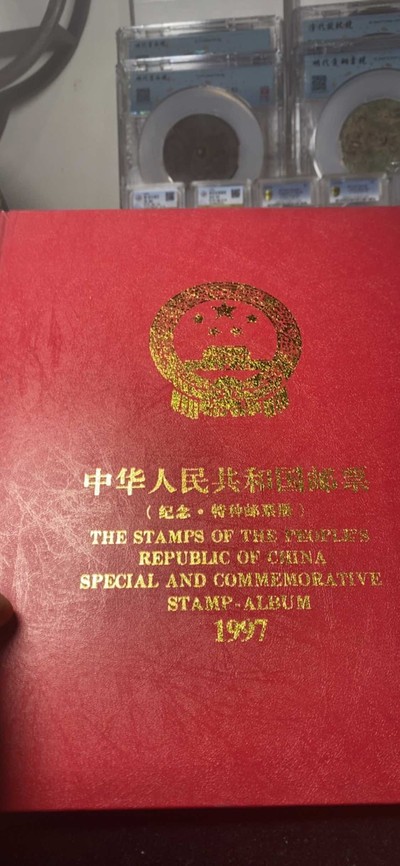 中华人民共和国邮票
（纪念·特种邮票册）
THE STAMPS OF THE PEOPLE'S
REPUBLIC OF CHINA
SPECIAL AND COMMEMORATIVE
STAMP-ALBUM
1997